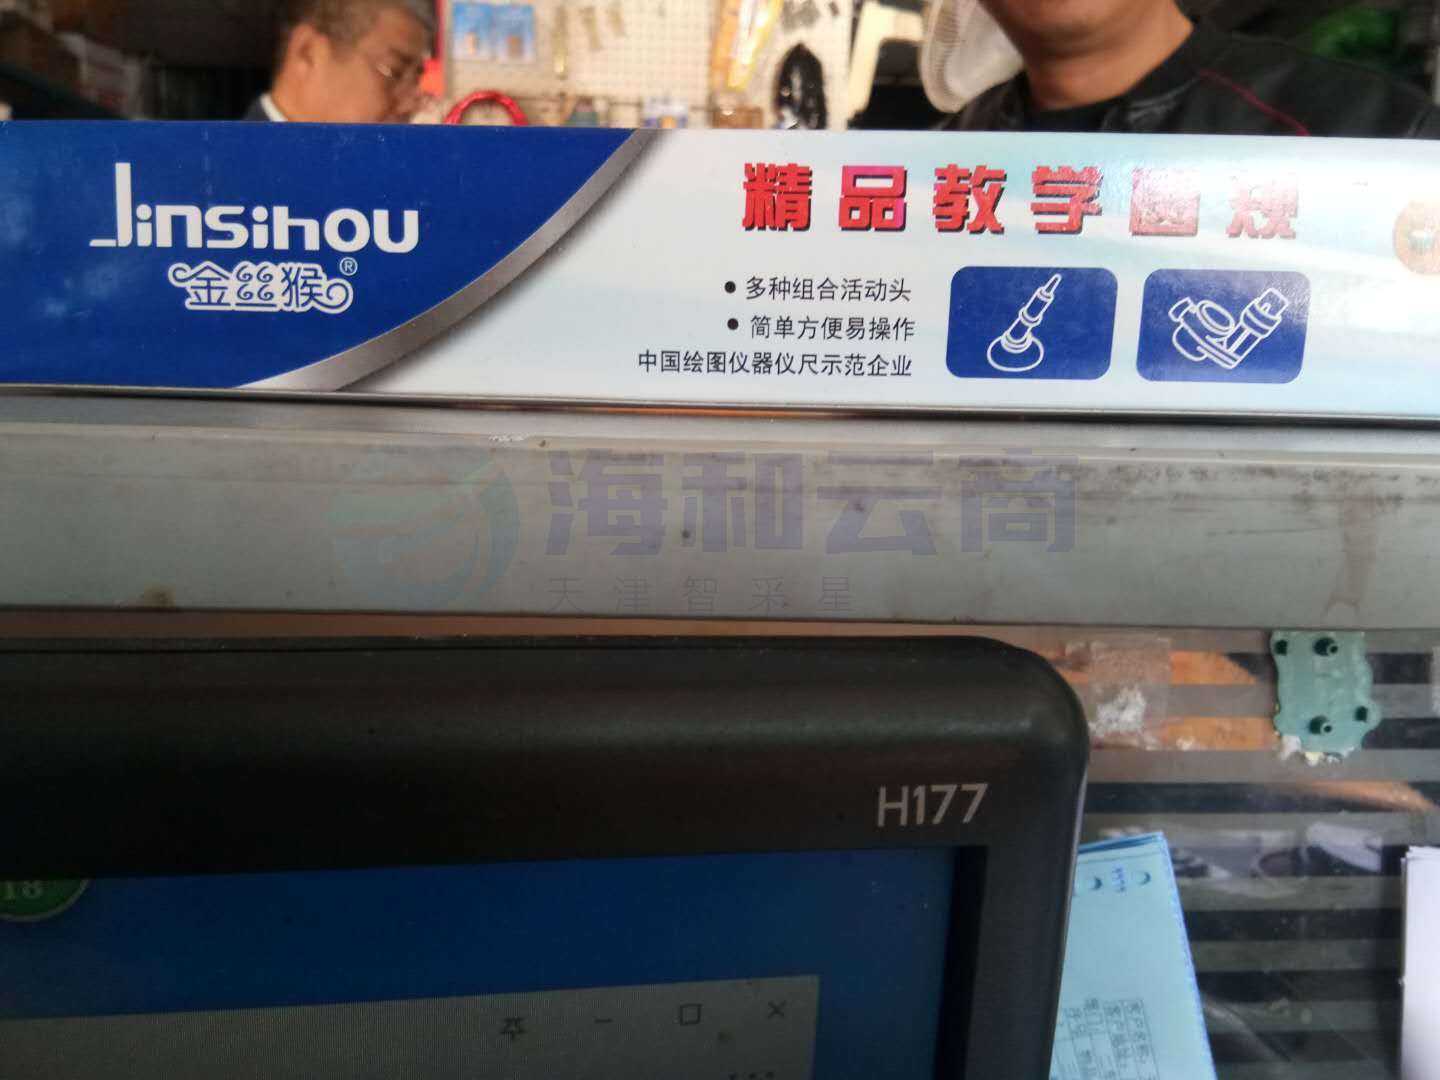 Jinsihou
金丝猴®
精品教学圆规
• 多种组合活动头
• 简单方便易操作
中国绘图仪器仪尺示范企业
海和云商
天津智采星
H177
18